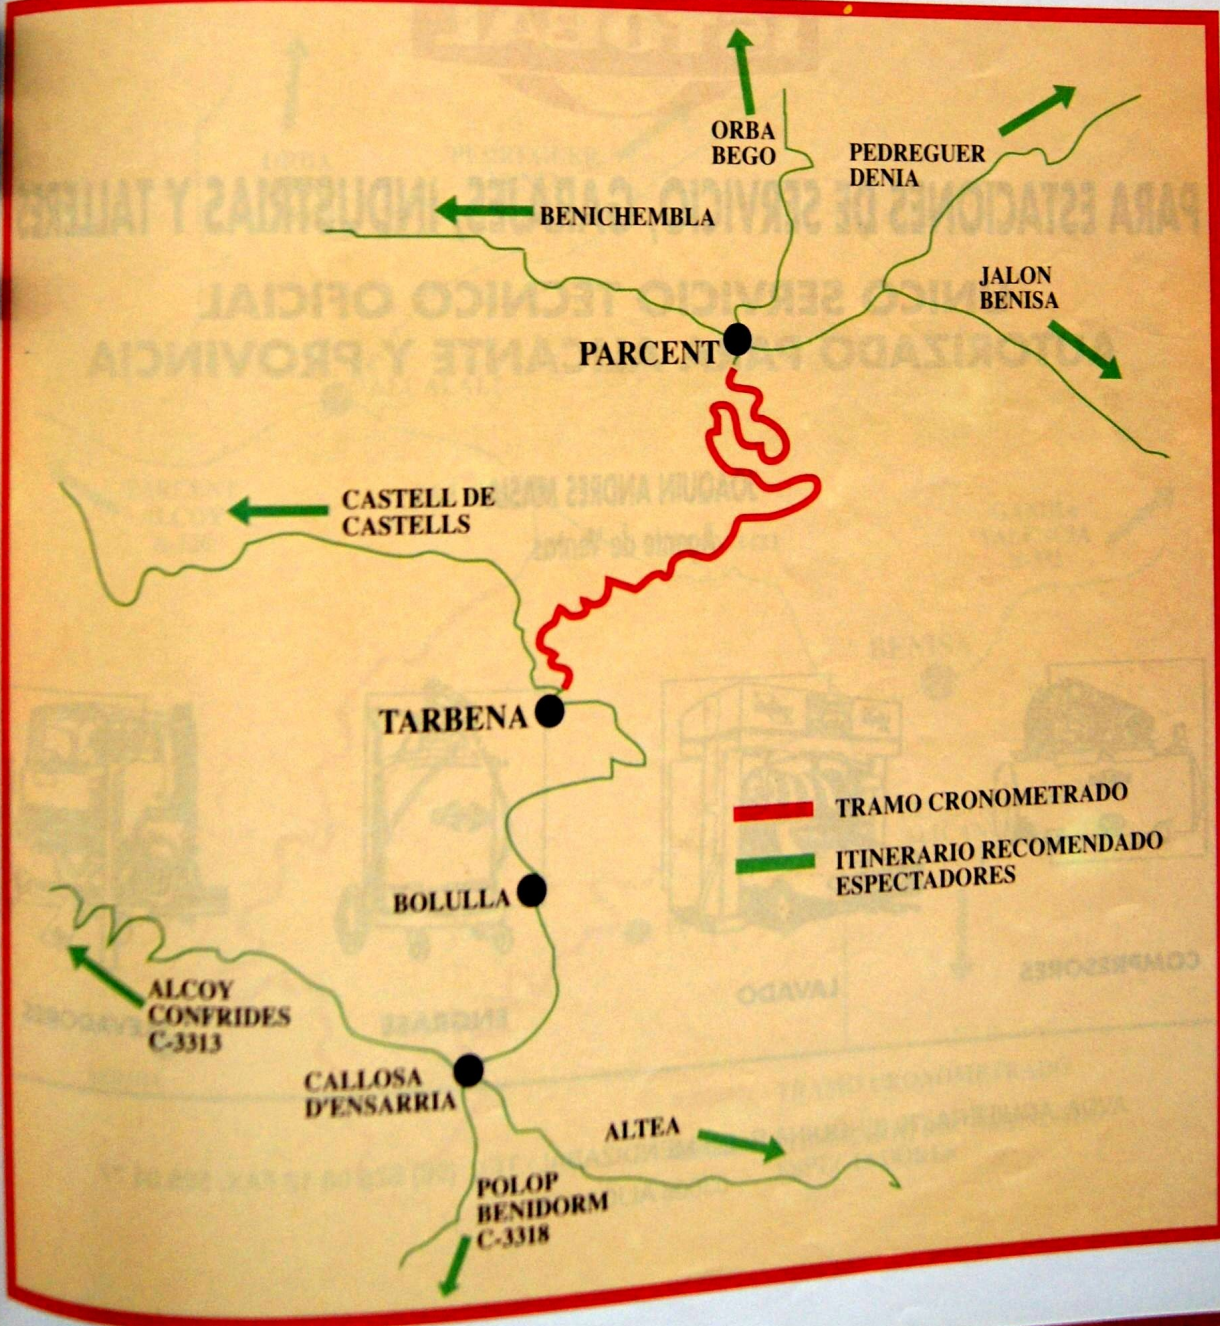 ORBA
BEGO
PEDREGUER
DENIA
BENICHEMBLA
JALON
BENISA
PARCENT
CASTELL DE
CASTELLS
TARBENA
TRAMO CRONOMETRADO
ITINERARIO RECOMENDADO
ESPECTADORES
BOLULLA
ALCOY
CONFRIDES
C-3313
CALLOSA
D'ENSARRIA
ALTEA
POLOP
BENIDORM
C-3318
PARA ESTACIONES DE SERVICIO, GARAJES, INDUSTRIAS Y TALLERES
SERVICIO TECNICO OFICIAL
AUTORIZADO PARA ALICANTE Y PROVINCIA
JOAQUIN ANDRES
COMPRESORES
LAVADO
ENGRASE